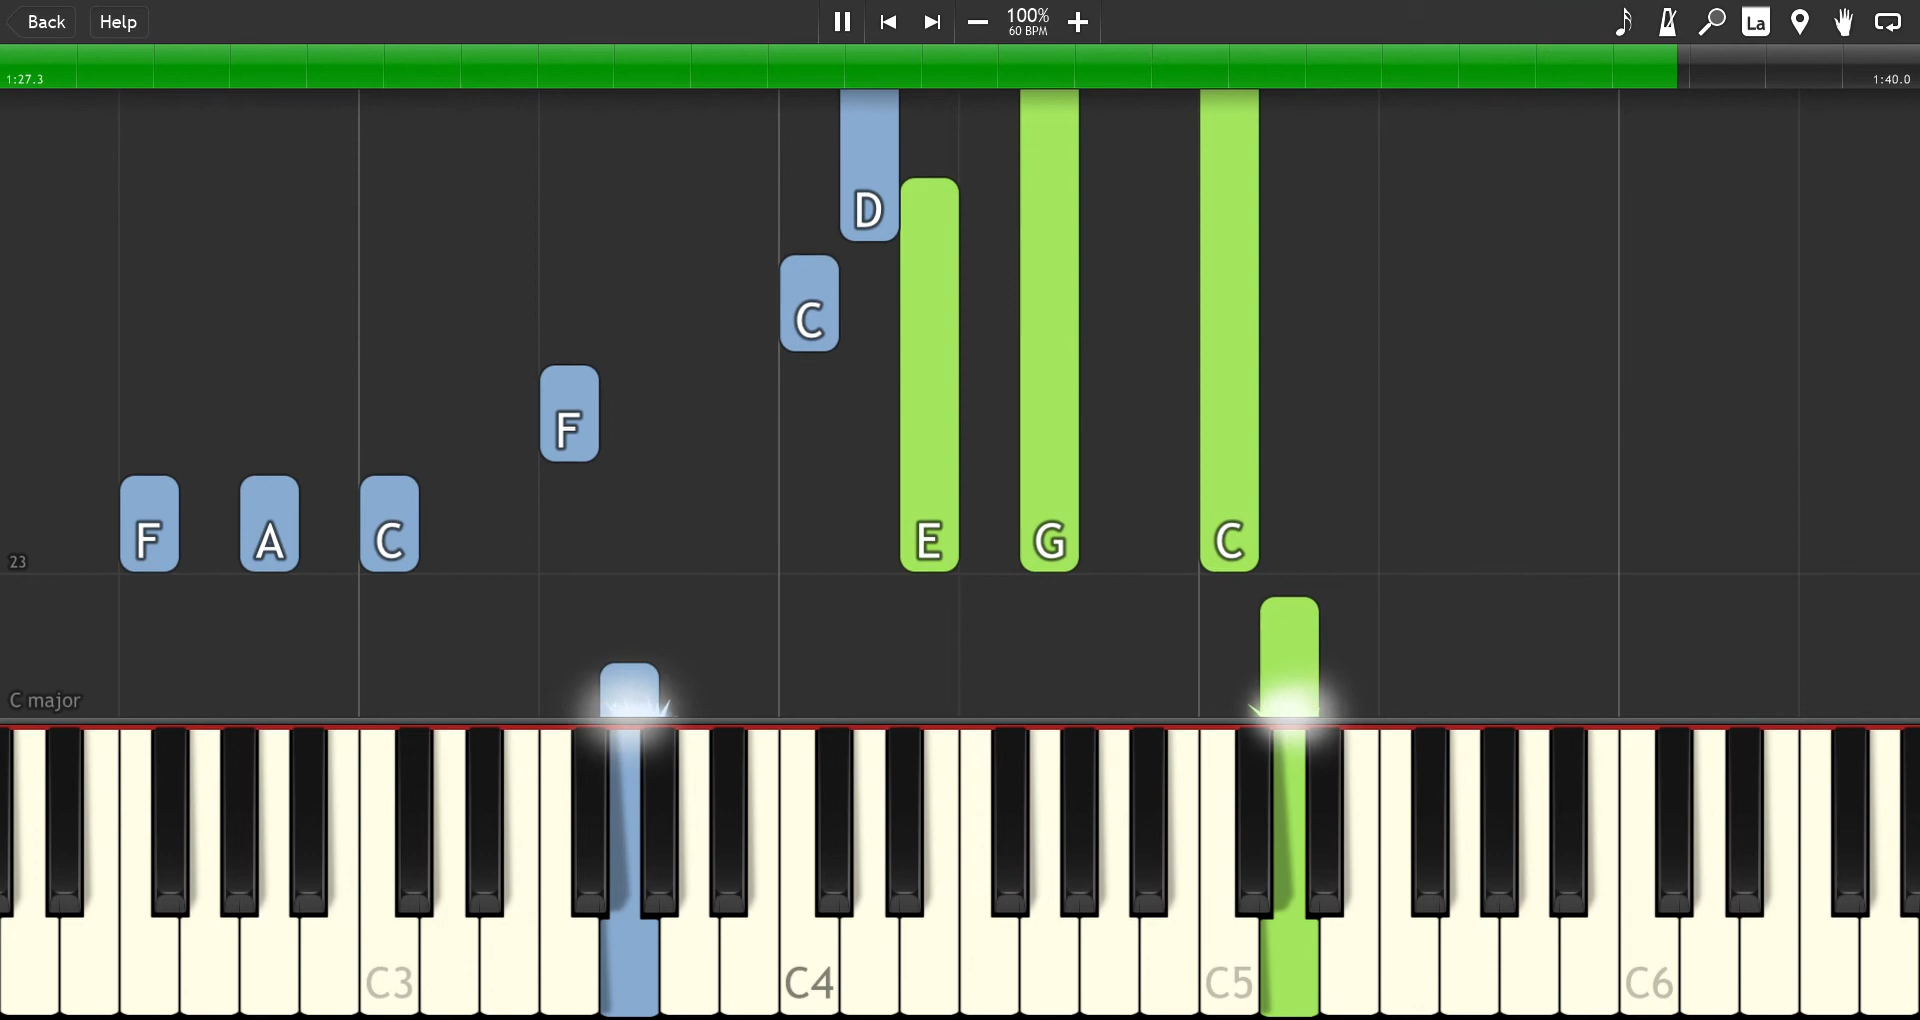 Back Help 100% La
60 BPM
1:27.3 1:40.0
D
C
F
F A C E G C
23
C major
C3 C4 C5 C6